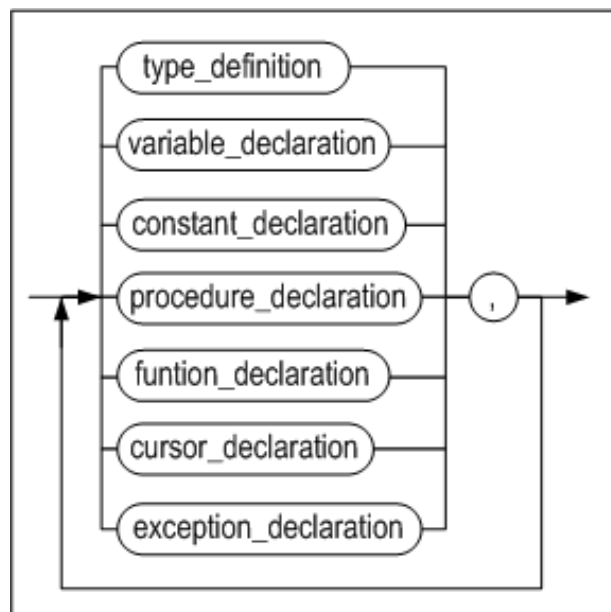 type_definition
variable_declaration
constant_declaration
procedure_declaration
,
funtion_declaration
cursor_declaration
exception_declaration